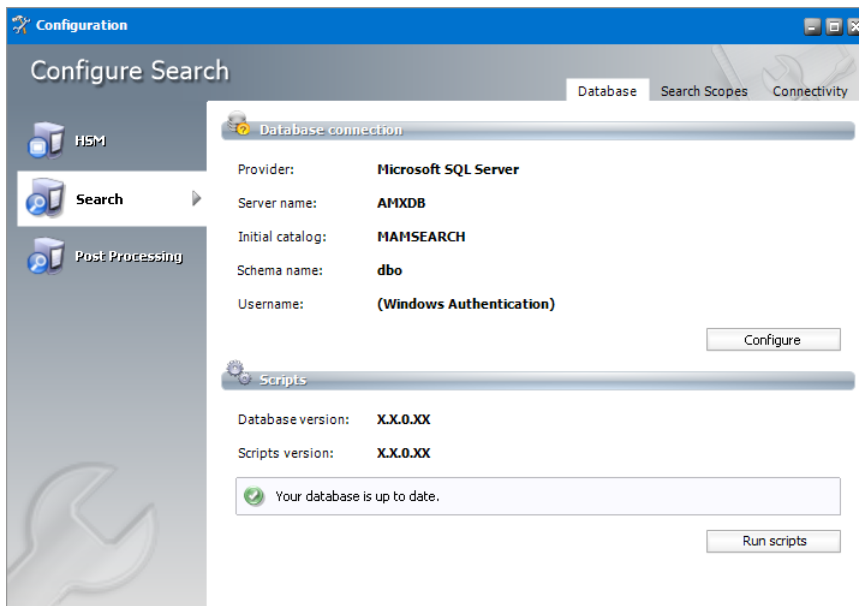 Configuration
Configure Search
Database Search Scopes Connectivity
HSM
Search
Post Processing
Database connection
Provider: Microsoft SQL Server
Server name: AMXDB
Initial catalog: MAMSEARCH
Schema name: dbo
Username: (Windows Authentication)
Configure
Scripts
Database version: X.X.0.XX
Scripts version: X.X.0.XX
Your database is up to date.
Run scripts